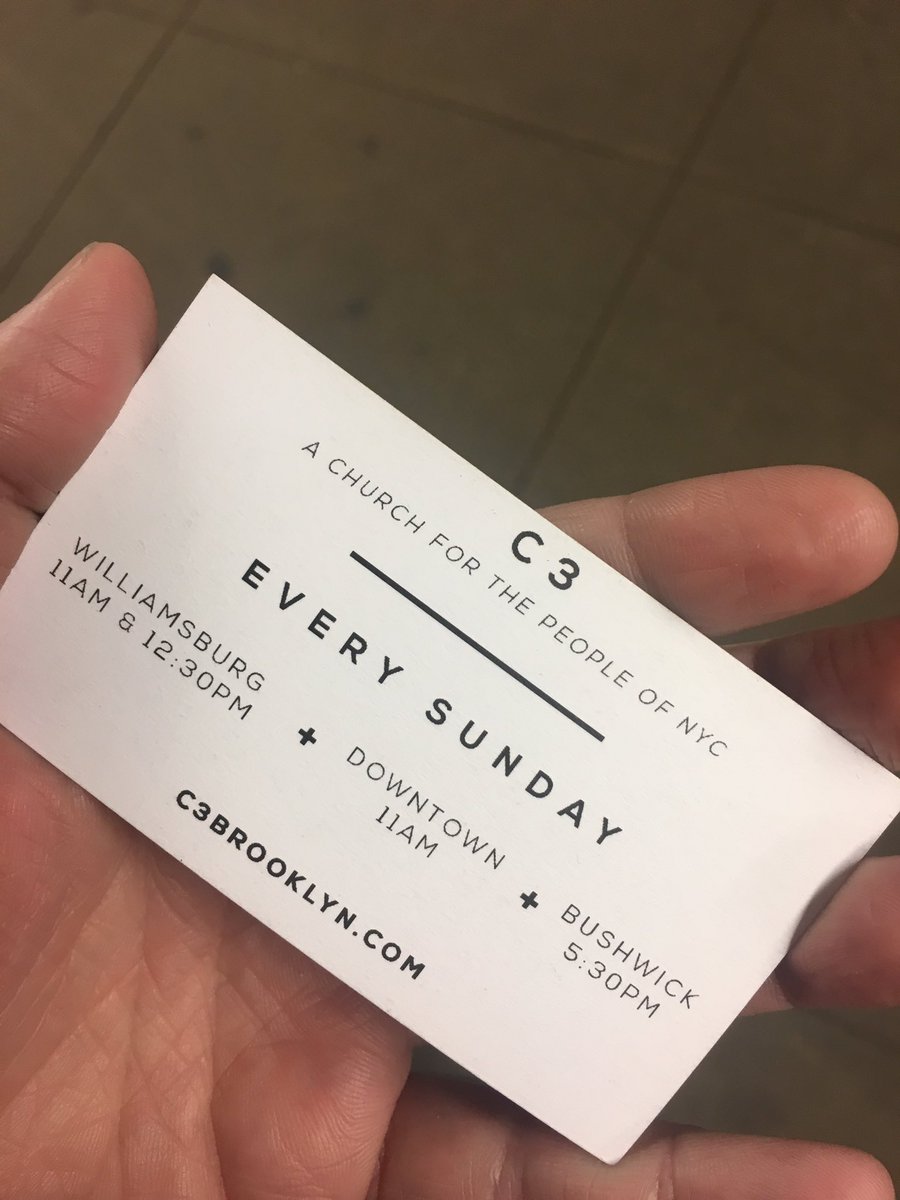 C3
A CHURCH FOR THE PEOPLE OF NYC
EVERY SUNDAY
WILLIAMSBURG
11AM & 12:30PM
+
DOWNTOWN
11AM
+
BUSHWICK
5:30PM
C3BROOKLYN.COM